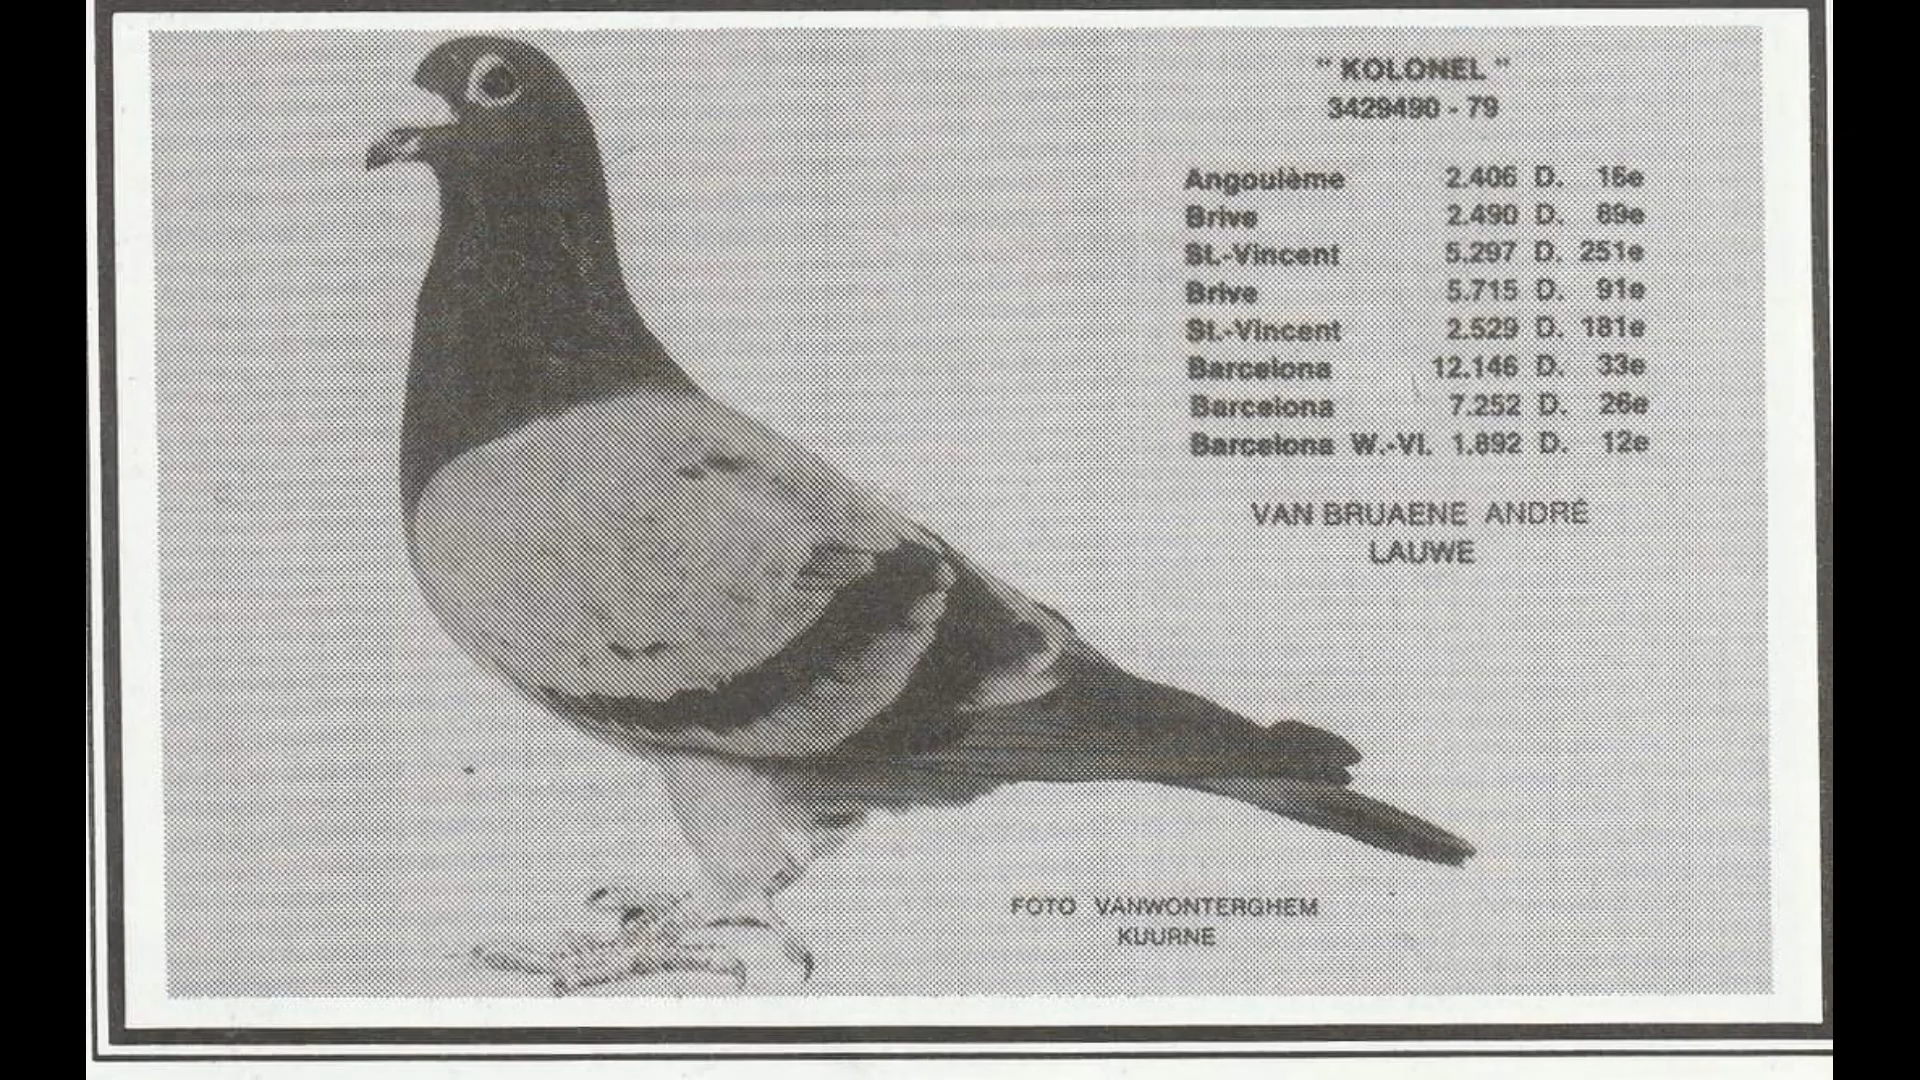 " KOLONEL "
3429490 - 79
Angoulème 2.406 D. 15e
Brive 2.490 D. 89e
St.-Vincent 5.297 D. 251e
Brive 5.715 D. 91e
St.-Vincent 2.529 D. 181e
Barcelona 12.146 D. 33e
Barcelona 7.252 D. 26e
Barcelona W.-Vl. 1.892 D. 12e
VAN BRUAENE ANDRÉ
LAUWE
FOTO VANWONTERGHEM
KUURNE